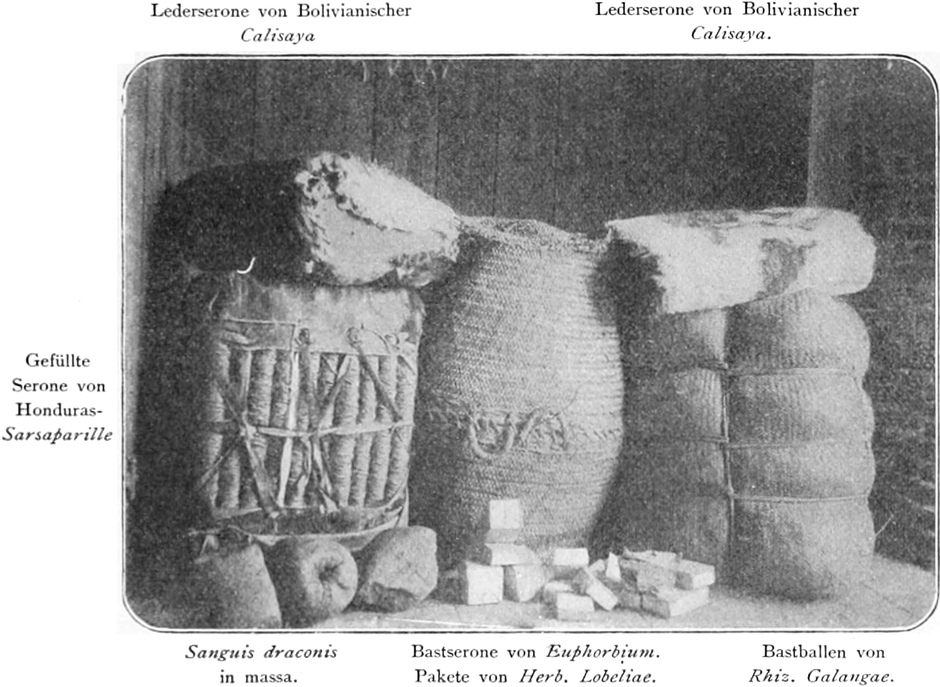 Lederserone von Bolivianischer
Calisaya
Lederserone von Bolivianischer
Calisaya.
Gefüllte
Serone von
Honduras-
Sarsaparille
Sanguis draconis
in massa.
Bastserone von Euphorbium.
Pakete von Herb. Lobeliae.
Bastballen von
Rhiz. Galangae.